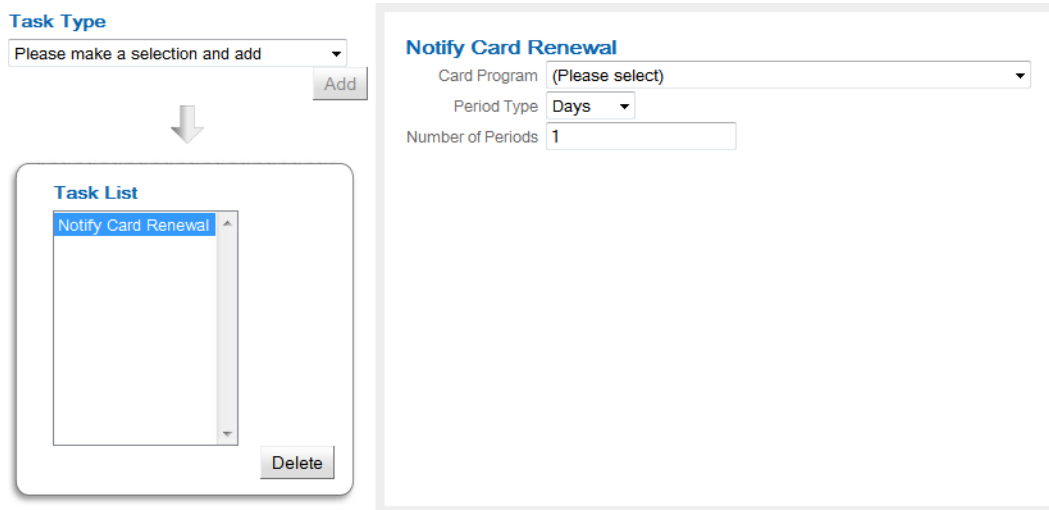 Task Type
Please make a selection and add
Add
Task List
Notify Card Renewal
Delete
Notify Card Renewal
Card Program (Please select)
Period Type Days
Number of Periods 1